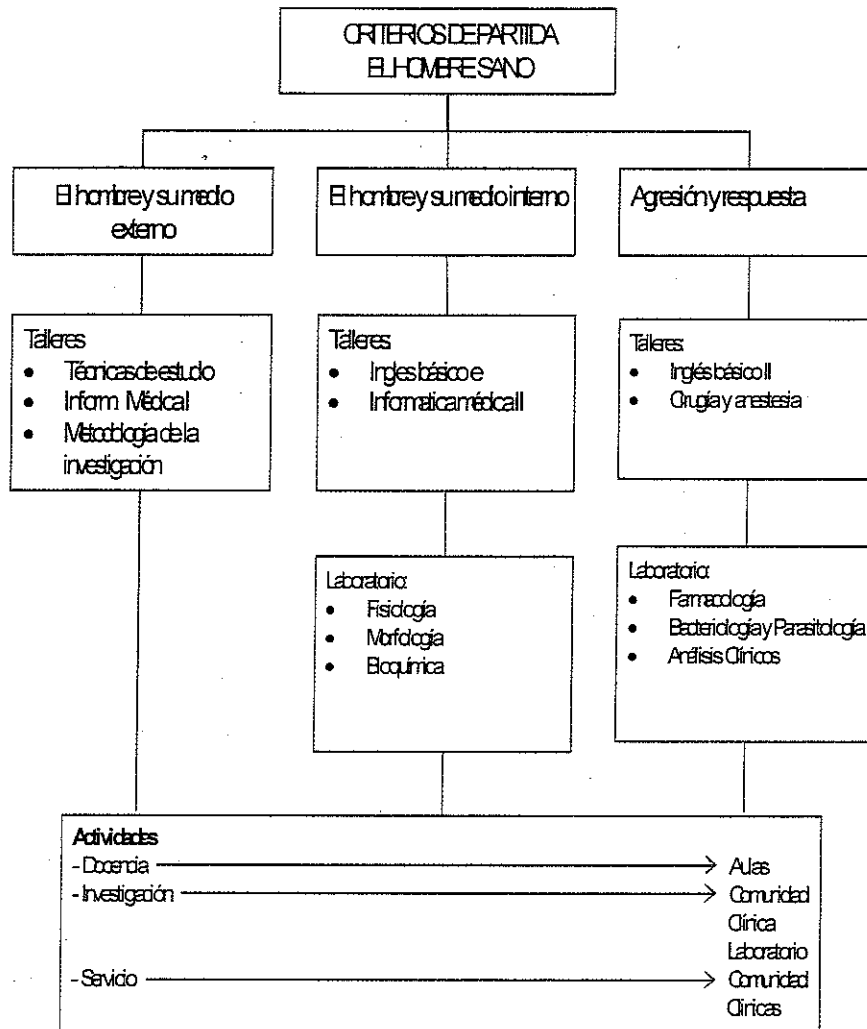 CRITERIOS DE PARTIDA
EL HOMBRE SANO
El hombre y su medio
externo
El hombre y su medio interno
Agresión y respuesta
Talleres
• Técnicas de estudio
• Inform. Médica I
• Metodología de la
investigación
Talleres:
• Ingles básico e
• Informatica médica II
Talleres:
• Inglés básico II
• Cirugía y anestesia
Laboratorio:
• Fisiología
• Morfología
• Bioquímica
Laboratorio:
• Farmacología
• Bacteriología y Parasitología
• Análisis Clínicos
Actividades
- Docencia → Aulas
- Investigación → Comunidad
Clínica
Laboratorio
- Servicio → Comunidad
Clínicas